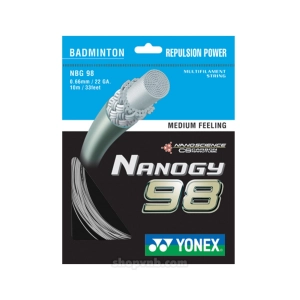 BADMINTON
REPULSION POWER
NBG 98
0.66mm / 22 GA.
10m / 33feet
MULTIFILAMENT
STRING
MEDIUM FEELING
NANOSCIENCE
NANOGY
98
YONEX
shopvnb.com